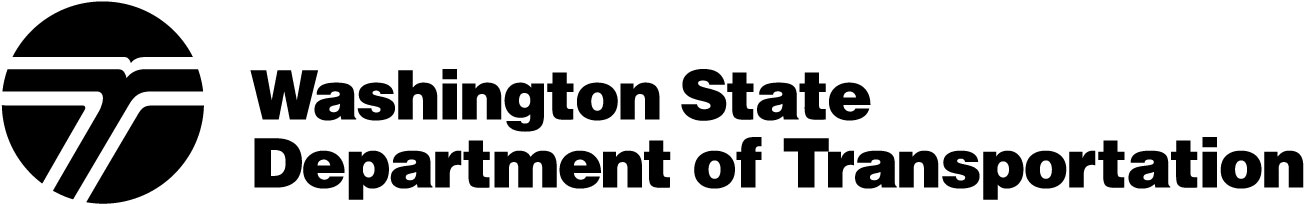 Washington State
Department of Transportation